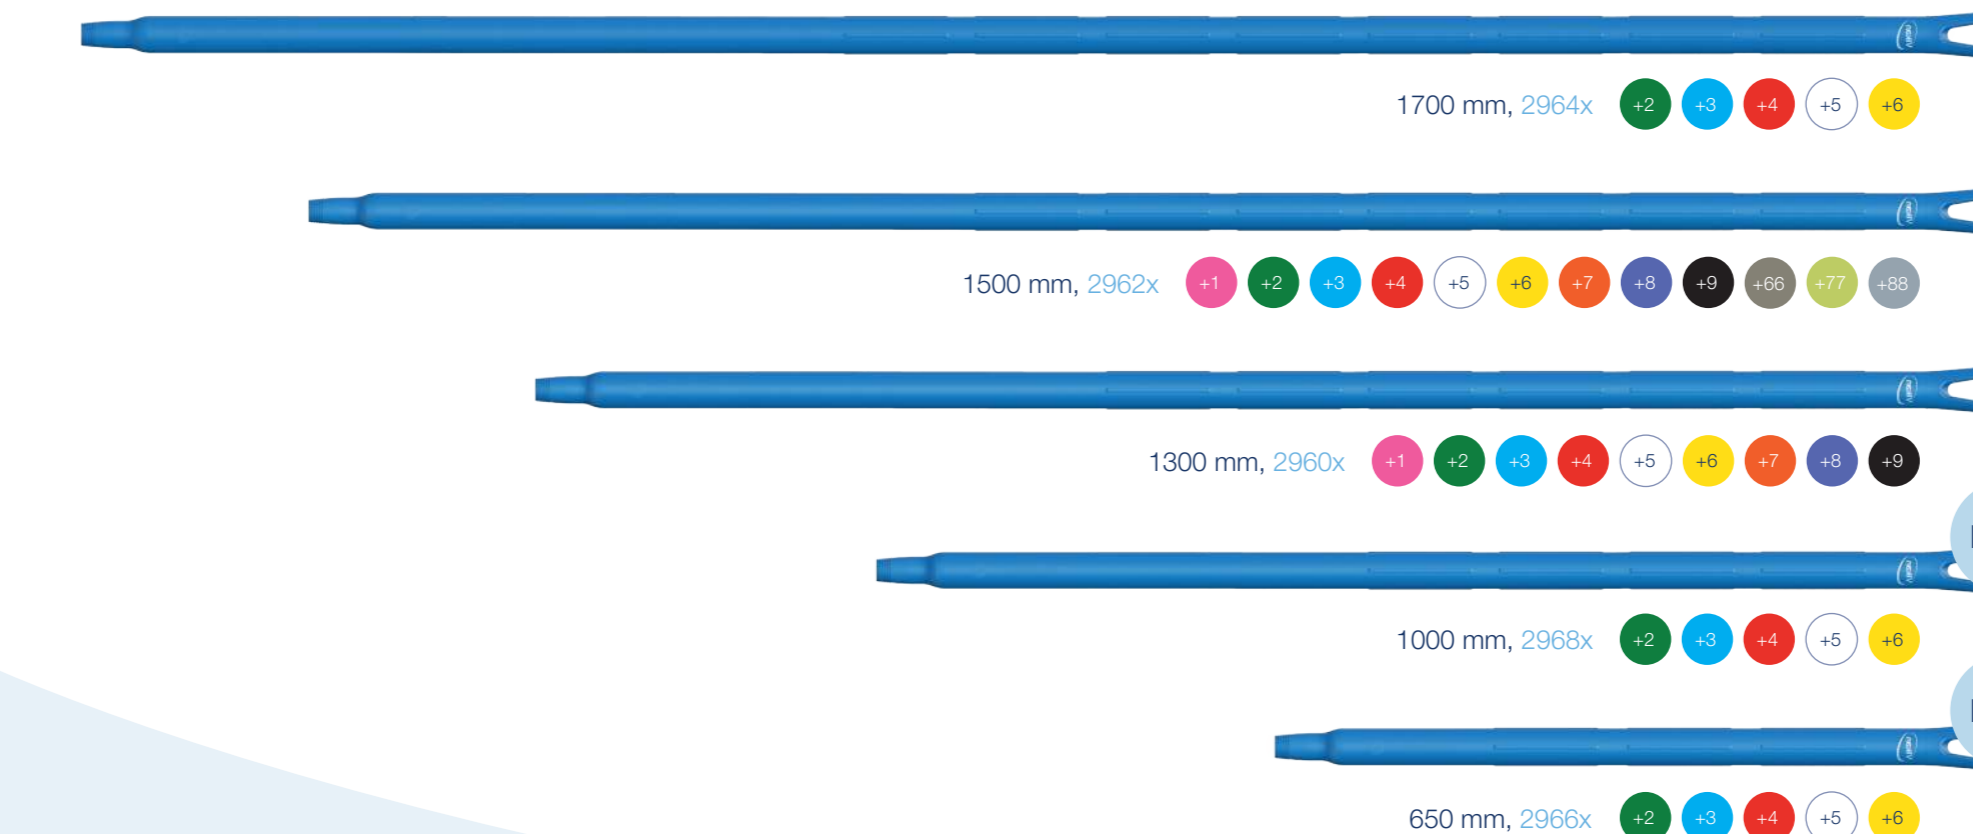 1700 mm, 2964x +2 +3 +4 +5 +6
1500 mm, 2962x +1 +2 +3 +4 +5 +6 +7 +8 +9 +66 +77 +88
1300 mm, 2960x +1 +2 +3 +4 +5 +6 +7 +8 +9
1000 mm, 2968x +2 +3 +4 +5 +6
650 mm, 2966x +2 +3 +4 +5 +6